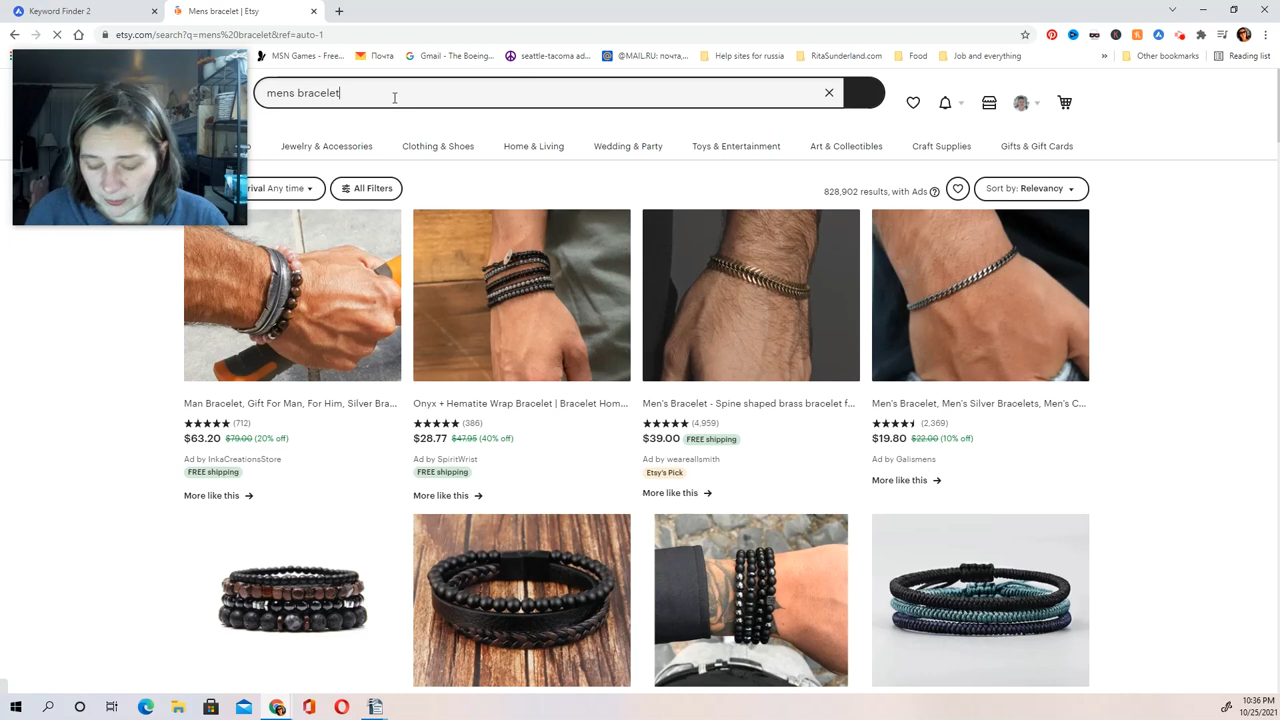 Keyword Finder 2
Mens bracelet | Etsy
etsy.com/search?q=mens%20bracelet&ref=auto-1
MSN Games - Free...
Почта
Gmail - The Boeing...
seattle-tacoma ad...
@MAIL.RU: почта,...
Help sites for russia
RitaSunderland.com
Food
Job and everything
»
Other bookmarks
Reading list
mens bracelet
Jewelry & Accessories
Clothing & Shoes
Home & Living
Wedding & Party
Toys & Entertainment
Art & Collectibles
Craft Supplies
Gifts & Gift Cards
rival Any time
All Filters
828,902 results, with Ads
Sort by: Relevancy
Man Bracelet, Gift For Man, For Him, Silver Bra...
(712)
$63.20 $79.00 (20% off)
Ad by InkaCreationsStore
FREE shipping
More like this
Onyx + Hematite Wrap Bracelet | Bracelet Hom...
(386)
$28.77 $47.95 (40% off)
Ad by SpiritWrist
FREE shipping
More like this
Men's Bracelet - Spine shaped brass bracelet f...
(4,959)
$39.00 FREE shipping
Ad by weareallsmith
Etsy's Pick
More like this
Men's Bracelet, Men's Silver Bracelets, Men's C...
(2,369)
$19.80 $22.00 (10% off)
Ad by Galismens
More like this
10:36 PM
10/25/2021